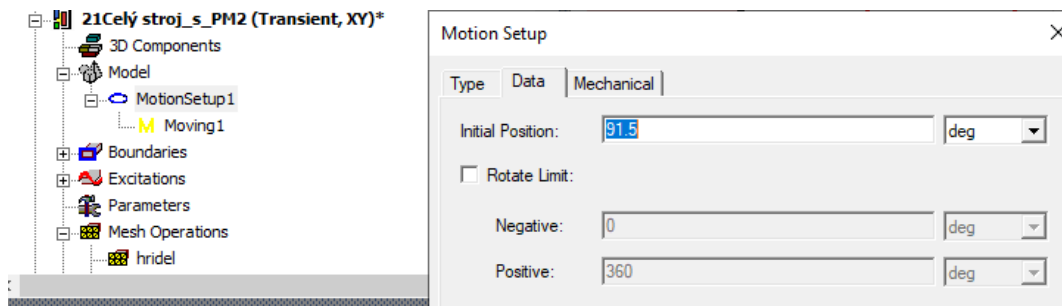 21Celý stroj_s_PM2 (Transient, XY)*
3D Components
Model
MotionSetup1
Moving1
Boundaries
Excitations
Parameters
Mesh Operations
hridel
Motion Setup
Type Data Mechanical
Initial Position: 91.5 deg
Rotate Limit:
Negative: 0 deg
Positive: 360 deg